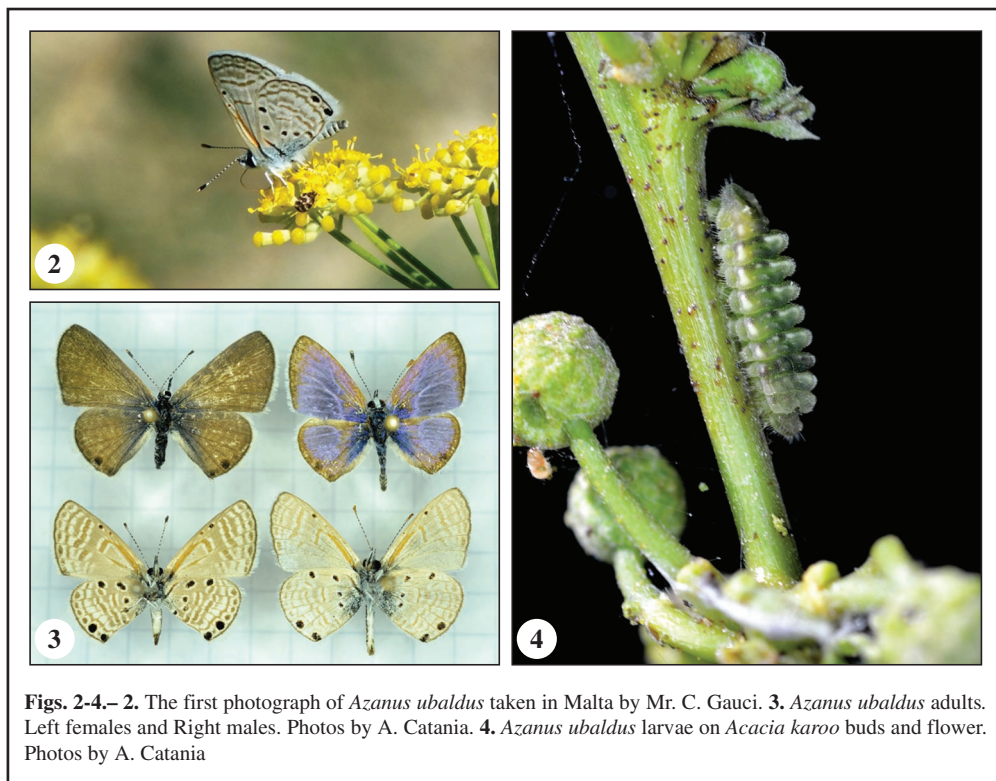 2
3
4
Figs. 2-4.– 2. The first photograph of Azanus ubaldus taken in Malta by Mr. C. Gauci. 3. Azanus ubaldus adults.
Left females and Right males. Photos by A. Catania. 4. Azanus ubaldus larvae on Acacia karoo buds and flower.
Photos by A. Catania